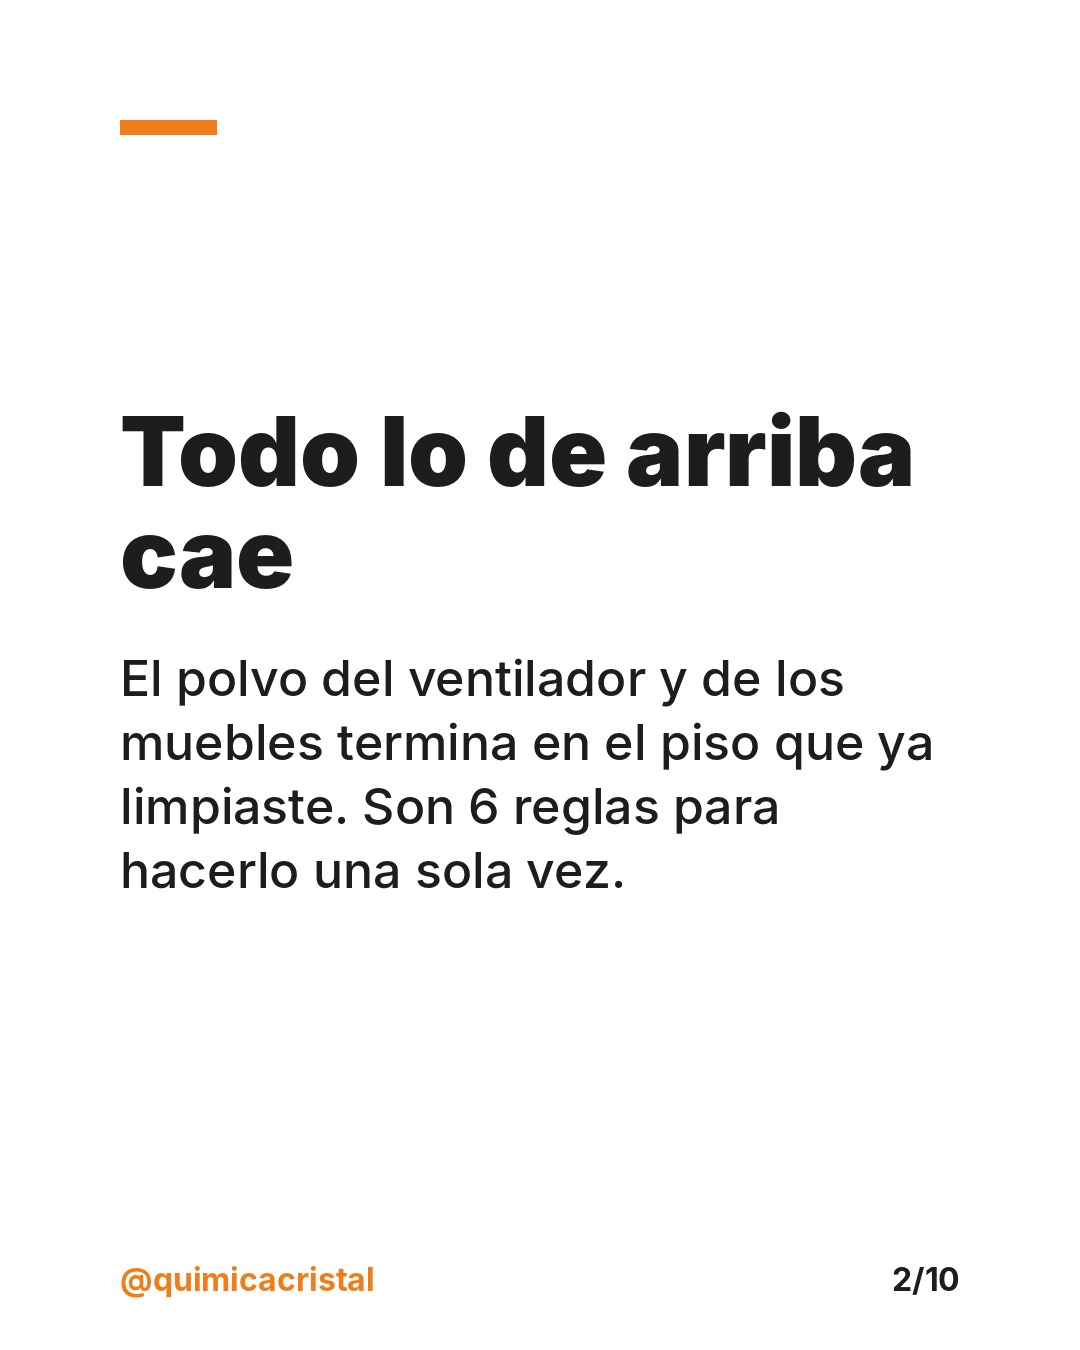 Todo lo de arriba
cae
El polvo del ventilador y de los
muebles termina en el piso que ya
limpiaste. Son 6 reglas para
hacerlo una sola vez.
@quimicacristal
2/10